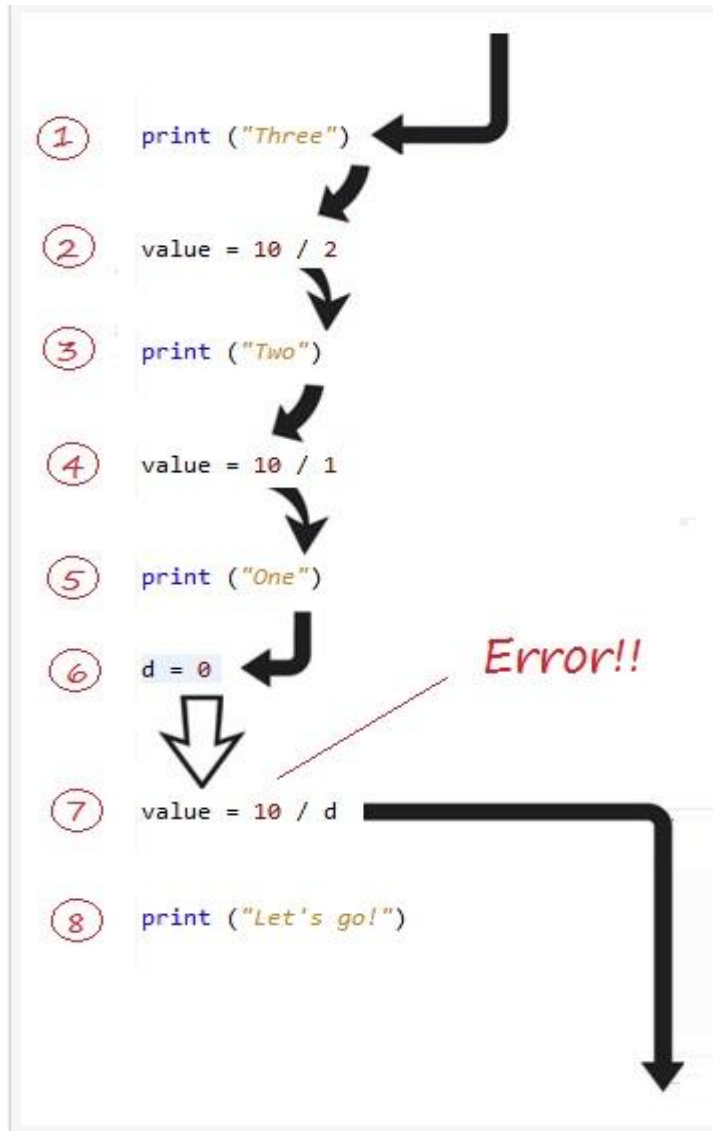 1 print ("Three")
2 value = 10 / 2
3 print ("Two")
4 value = 10 / 1
5 print ("One")
6 d = 0
Error!!
7 value = 10 / d
8 print ("Let's go!")